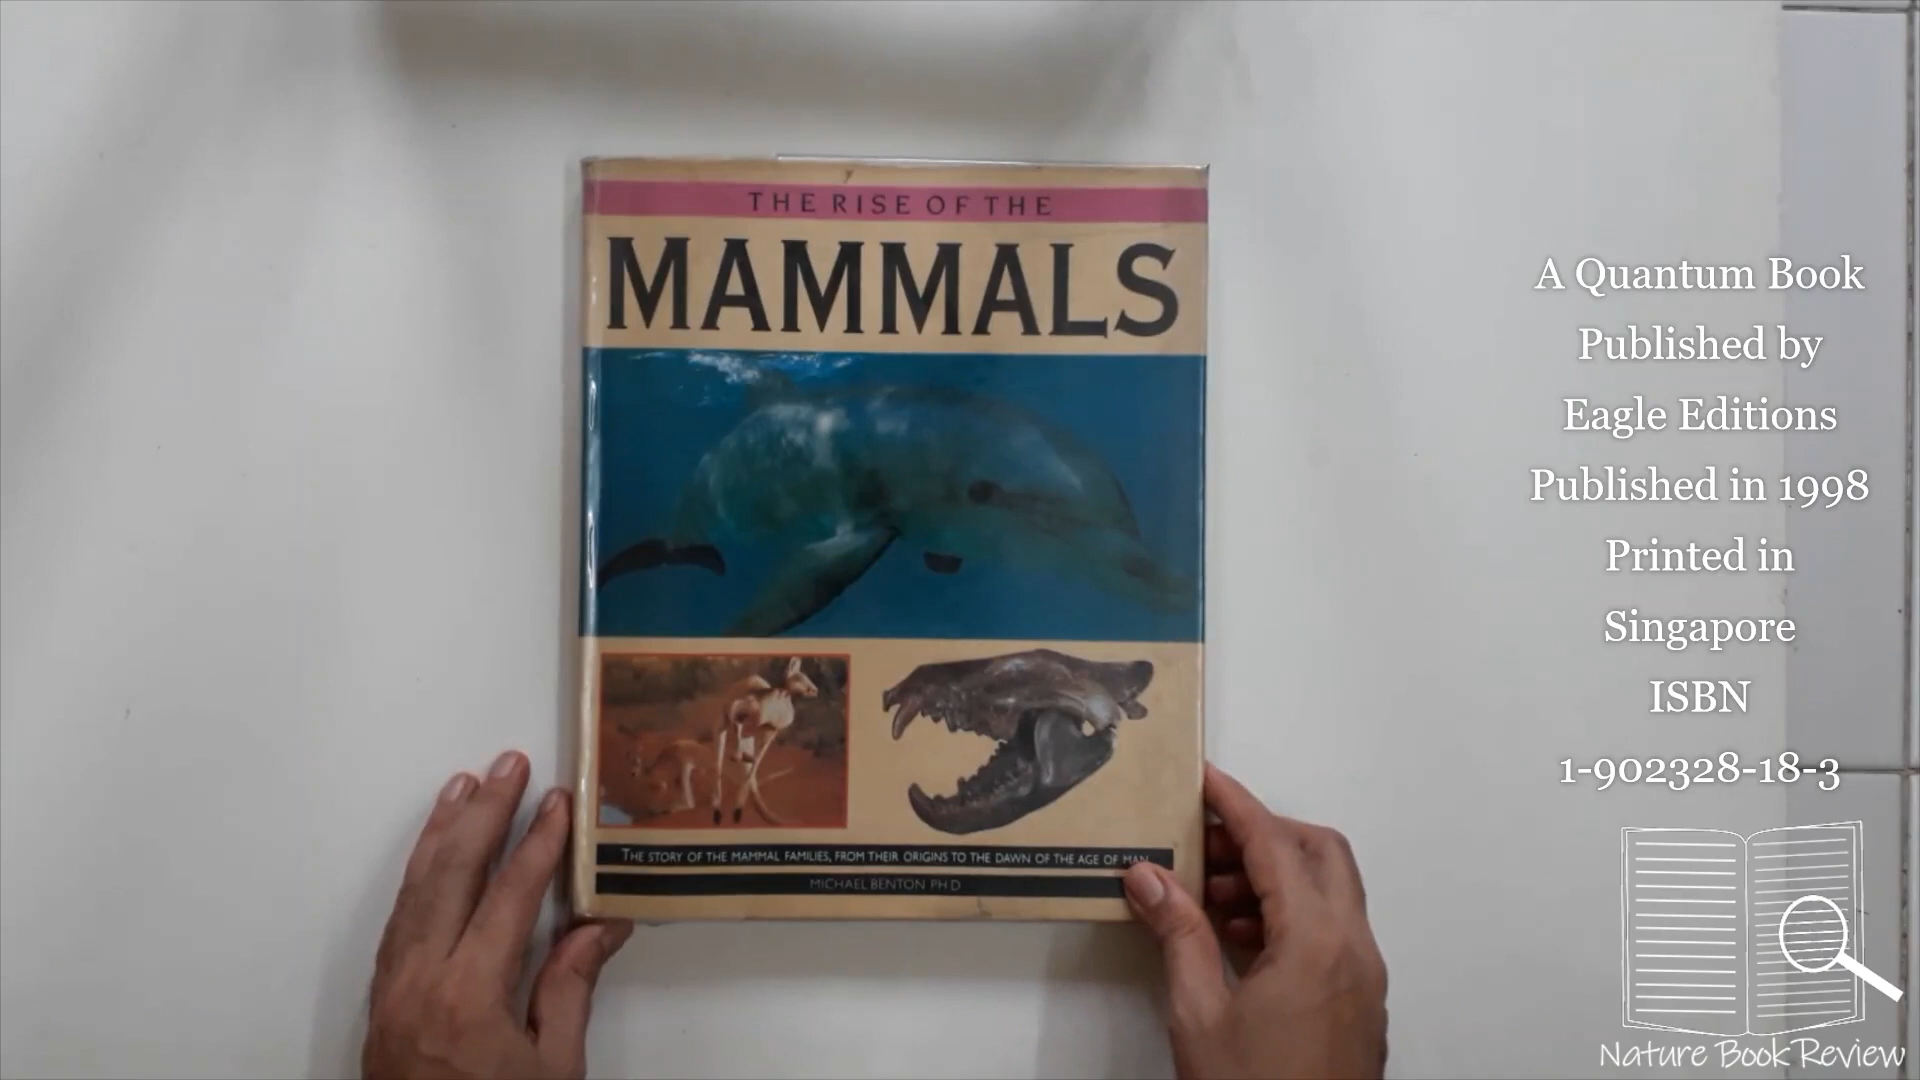 THE RISE OF THE
MAMMALS
THE STORY OF THE MAMMAL FAMILIES, FROM THEIR ORIGINS TO THE DAWN OF THE AGE OF MAN
MICHAEL BENTON PH D
A Quantum Book
Published by
Eagle Editions
Published in 1998
Printed in
Singapore
ISBN
1-902328-18-3
Nature Book Review